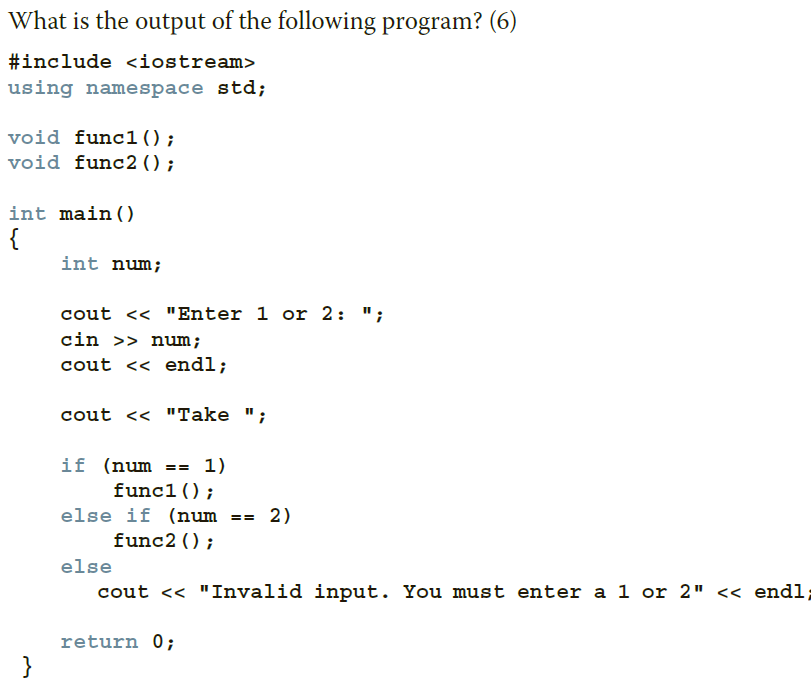 What is the output of the following program? (6)
#include <iostream>
using namespace std;
void func1();
void func2();
int main()
{
int num;
cout << "Enter 1 or 2: ";
cin >> num;
cout << endl;
cout << "Take ";
if (num == 1)
func1();
else if (num == 2)
func2();
else
cout << "Invalid input. You must enter a 1 or 2" << endl;
return 0;
}